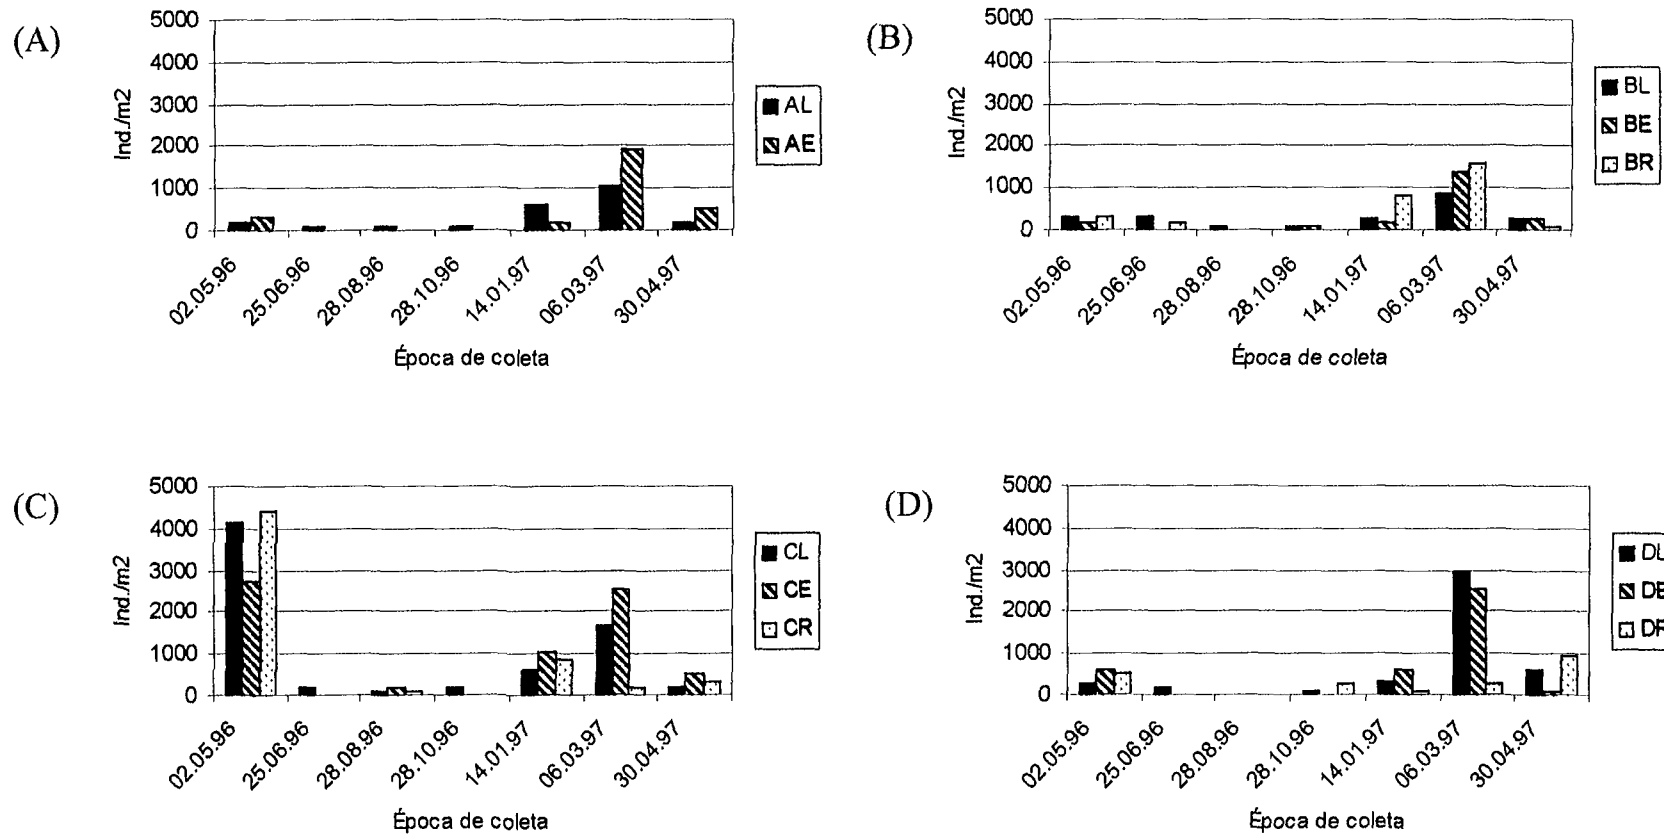 (A)
5000
4000
3000
2000
1000
0
Ind./m2
02.05.96
25.06.96
28.08.96
28.10.96
14.01.97
06.03.97
30.04.97
Época de coleta
AL
AE
(B)
5000
4000
3000
2000
1000
0
Ind./m2
02.05.96
25.06.96
28.08.96
28.10.96
14.01.97
06.03.97
30.04.97
Época de coleta
BL
BE
BR
(C)
5000
4000
3000
2000
1000
0
Ind./m2
02.05.96
25.06.96
28.08.96
28.10.96
14.01.97
06.03.97
30.04.97
Época de coleta
CL
CE
CR
(D)
5000
4000
3000
2000
1000
0
Ind./m2
02.05.96
25.06.96
28.08.96
28.10.96
14.01.97
06.03.97
30.04.97
Época de coleta
DL
DE
DR